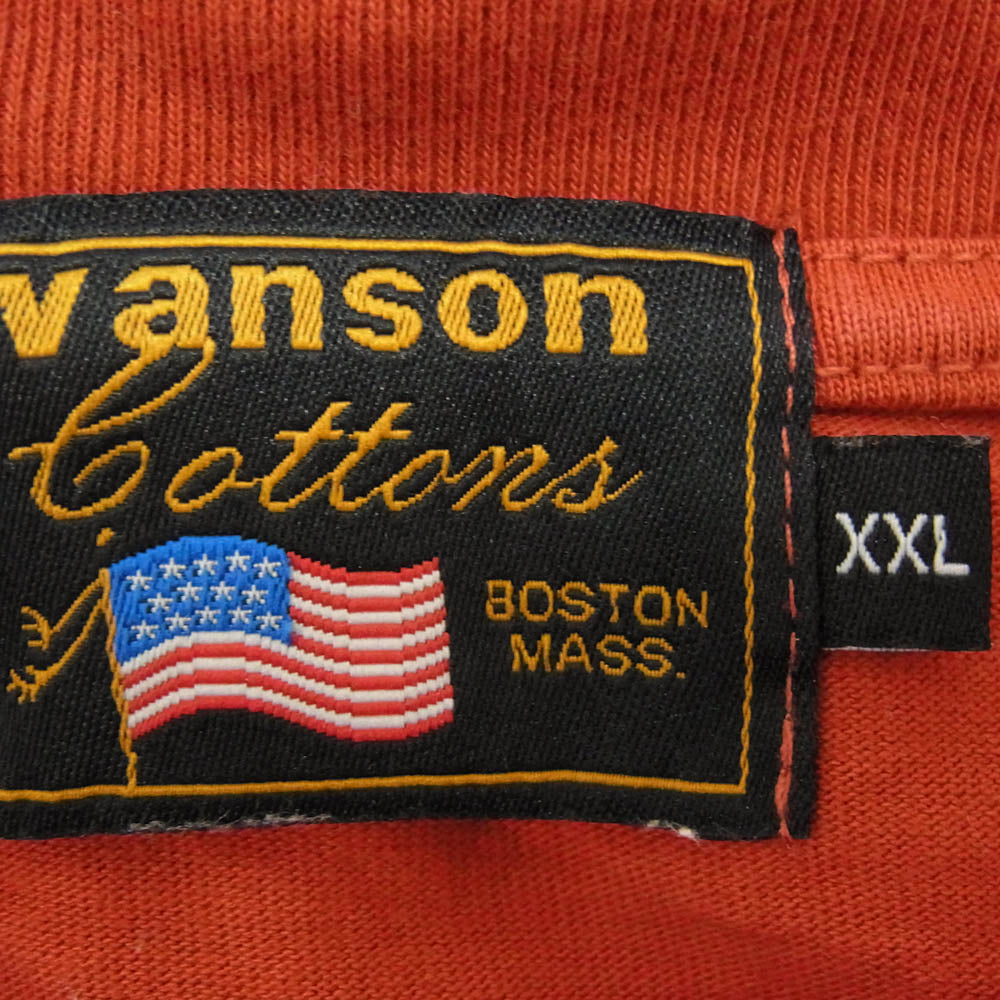 vanson
Cottons
BOSTON
MASS.
XXL